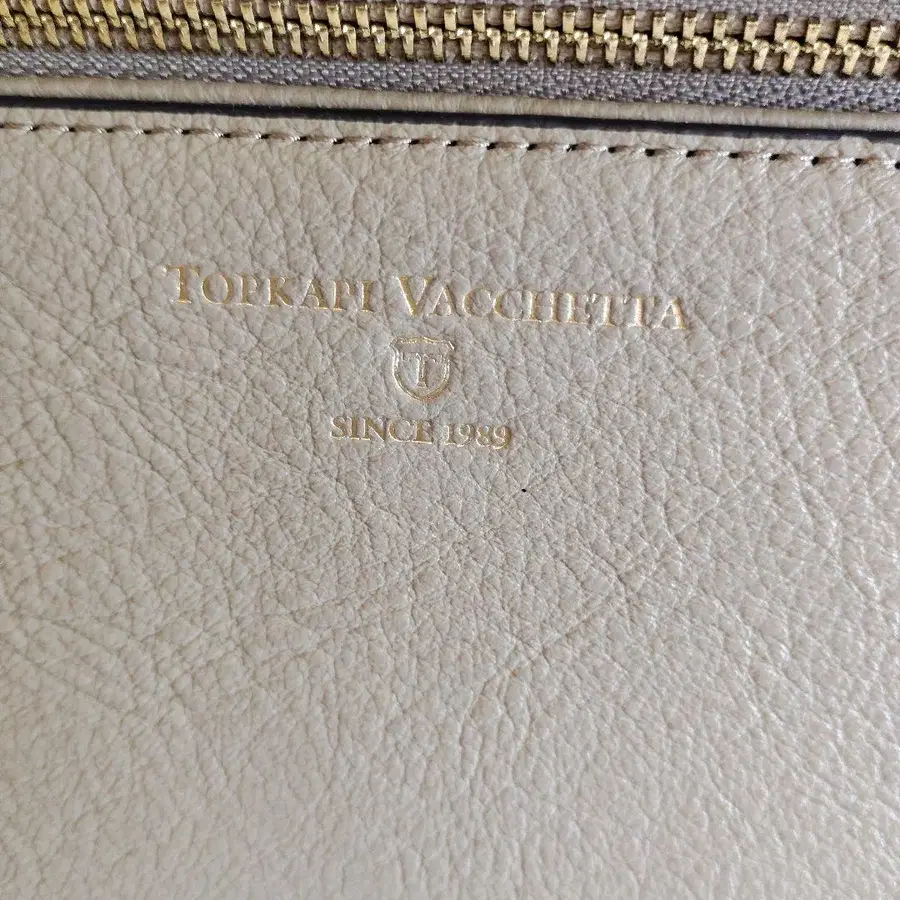 TOPKAPI VACCHETTA
T
SINCE 1989